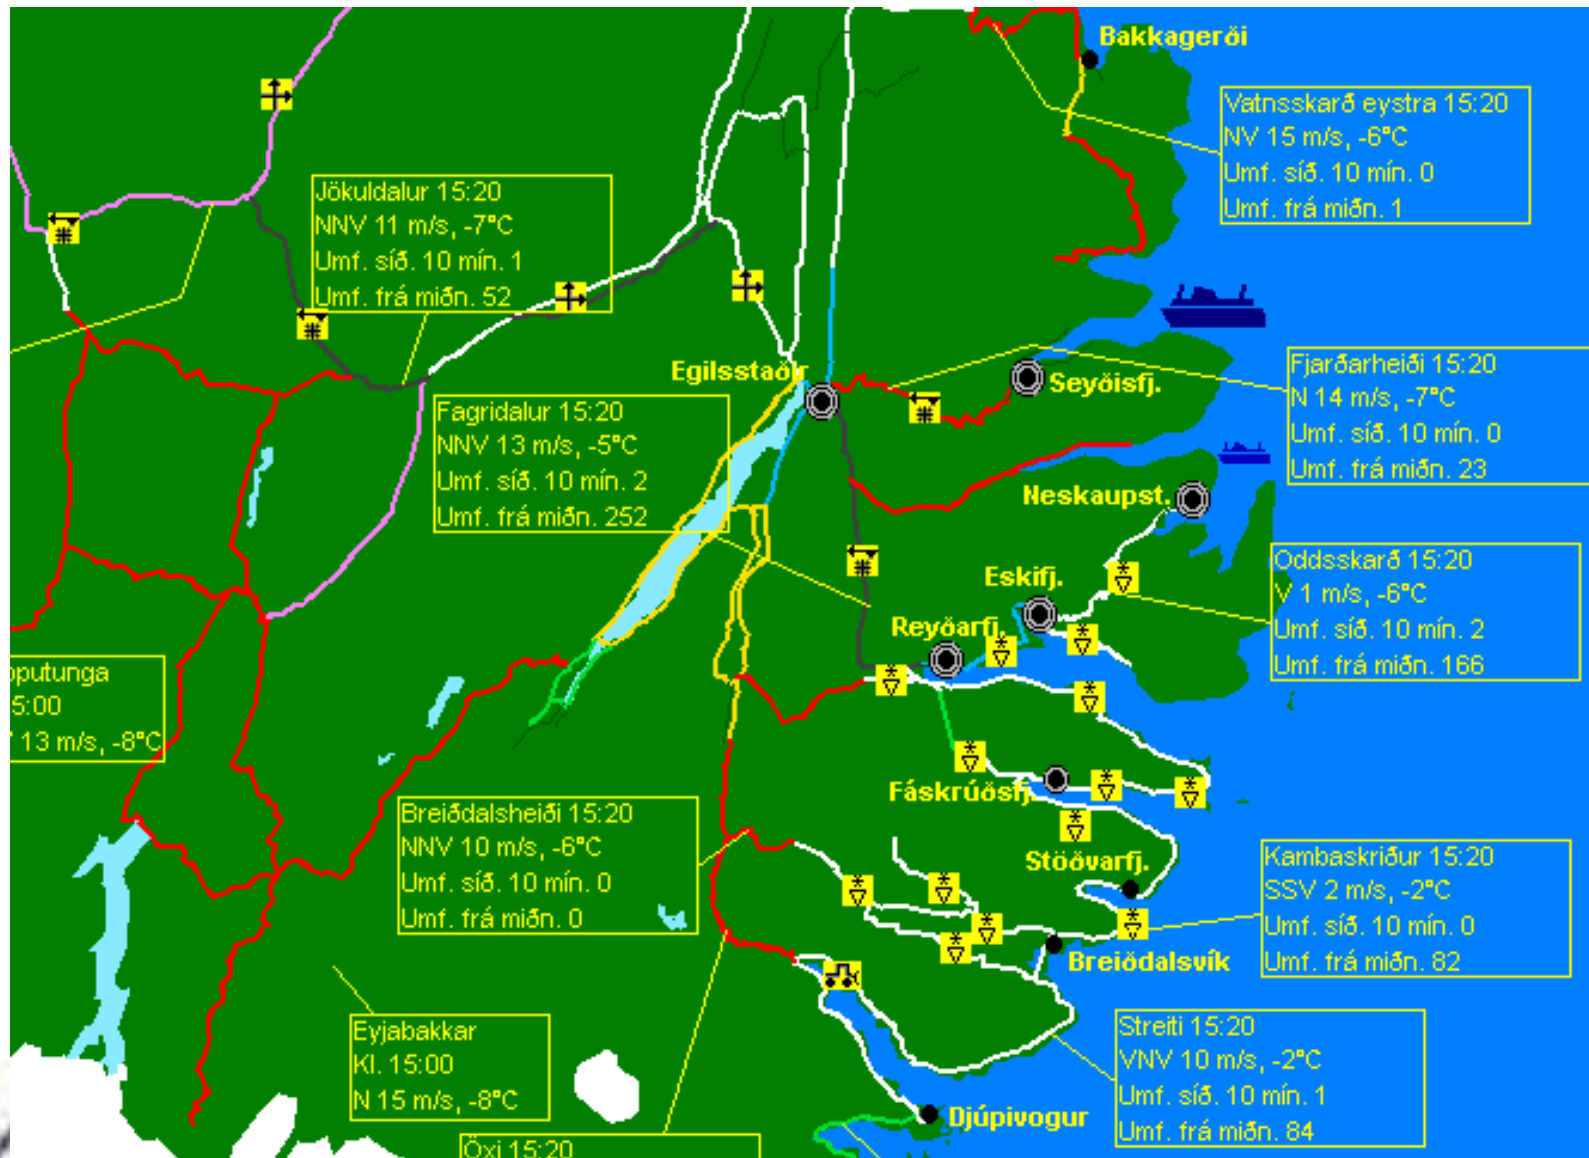 Bakkagerði
Vatnsskarð eystra 15:20
NV 15 m/s, -6°C
Umf. síð. 10 mín. 0
Umf. frá miðn. 1
Jökuldalur 15:20
NNV 11 m/s, -7°C
Umf. síð. 10 mín. 1
Umf. frá miðn. 52
Egilsstaðir
Seyðisfj.
Fjarðarheiði 15:20
N 14 m/s, -7°C
Umf. síð. 10 mín. 0
Umf. frá miðn. 23
Fagridalur 15:20
NNV 13 m/s, -5°C
Umf. síð. 10 mín. 2
Umf. frá miðn. 252
Neskaupst.
Oddsskarð 15:20
V 1 m/s, -6°C
Umf. síð. 10 mín. 2
Umf. frá miðn. 166
Eskifj.
Reyðarfj.
pputunga
5:00
13 m/s, -8°C
Fáskrúðsfj.
Breiðdalsheiði 15:20
NNV 10 m/s, -6°C
Umf. síð. 10 mín. 0
Umf. frá miðn. 0
Stöðvarfj.
Kambaskriður 15:20
SSV 2 m/s, -2°C
Umf. síð. 10 mín. 0
Umf. frá miðn. 82
Breiðdalsvík
Eyjabakkar
Kl. 15:00
N 15 m/s, -8°C
Streiti 15:20
VNV 10 m/s, -2°C
Umf. síð. 10 mín. 1
Umf. frá miðn. 84
Djúpivogur
Öxi 15:20